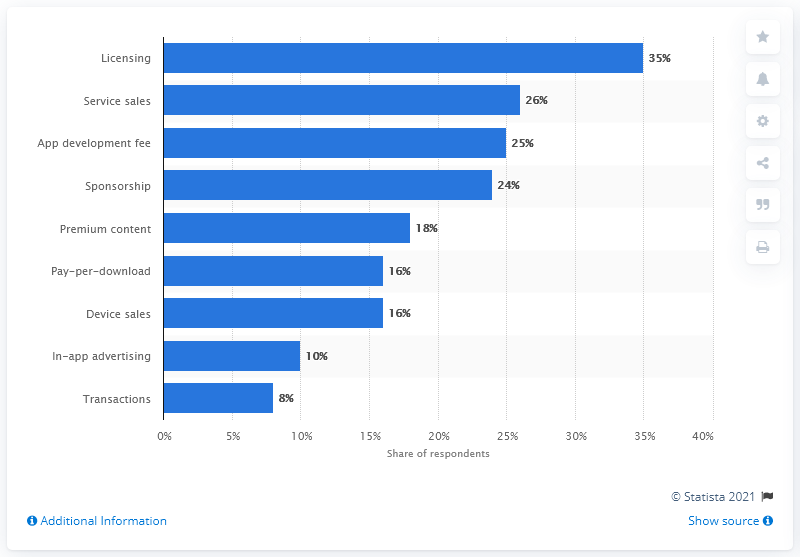 Licensing 35%
Service sales 26%
App development fee 25%
Sponsorship 24%
Premium content 18%
Pay-per-download 16%
Device sales 16%
In-app advertising 10%
Transactions 8%
0% 5% 10% 15% 20% 25% 30% 35% 40%
Share of respondents
© Statista 2021
Additional Information Show source